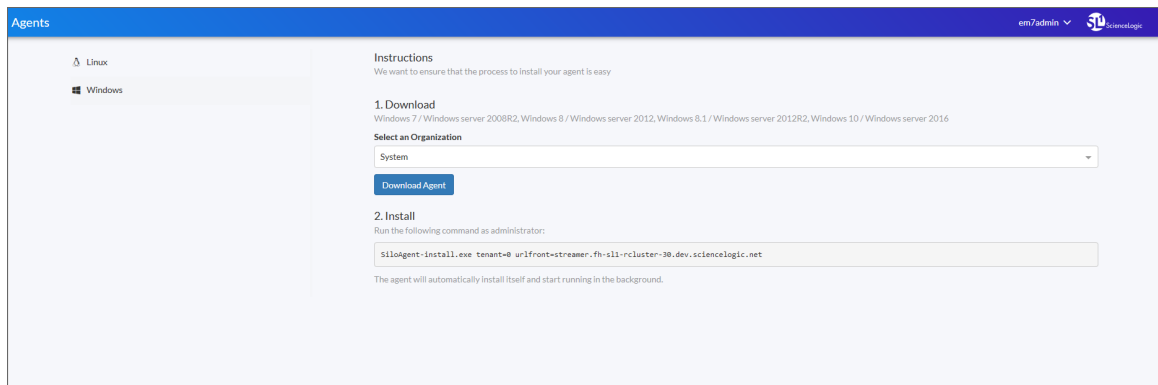 Agents
em7admin
SL ScienceLogic
Linux
Windows
Instructions
We want to ensure that the process to install your agent is easy
1. Download
Windows 7 / Windows server 2008R2, Windows 8 / Windows server 2012, Windows 8.1 / Windows server 2012R2, Windows 10 / Windows server 2016
Select an Organization
System
Download Agent
2. Install
Run the following command as administrator:
SiloAgent-install.exe tenant=0 urlfront=streamer.fh-sl1-rcluster-30.dev.sciencelogic.net
The agent will automatically install itself and start running in the background.